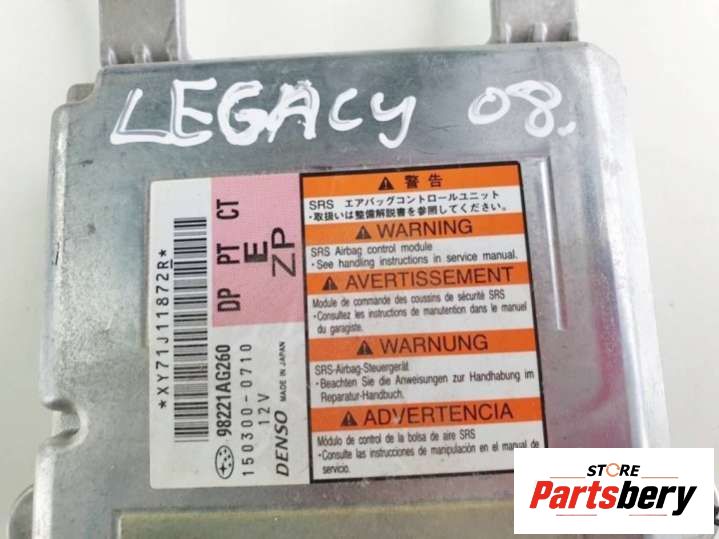 LEGACY 08.
*XY71J11872R*
98221AG260
150300-0710
12V
DENSO MADE IN JAPAN
DP PT CT
E
ZP
警告
SRS エアバッグコントロールユニット
・取扱いは整備解説書を参照してください。
WARNING
SRS Airbag control module
・See handling instructions in service manual.
AVERTISSEMENT
Module de commande des coussins de sécurité SRS
・Consultez les instructions de manutention dans le manuel
du garagiste.
WARNUNG
SRS-Airbag-Steuergerät
・Beachten Sie die Anweisungen zur Handhabung im
Reparatur-Handbuch.
ADVERTENCIA
Módulo de control de la bolsa de aire SRS
・Consulte las instrucciones de manipulación en el manual de
servicio.
STORE
Partsbery